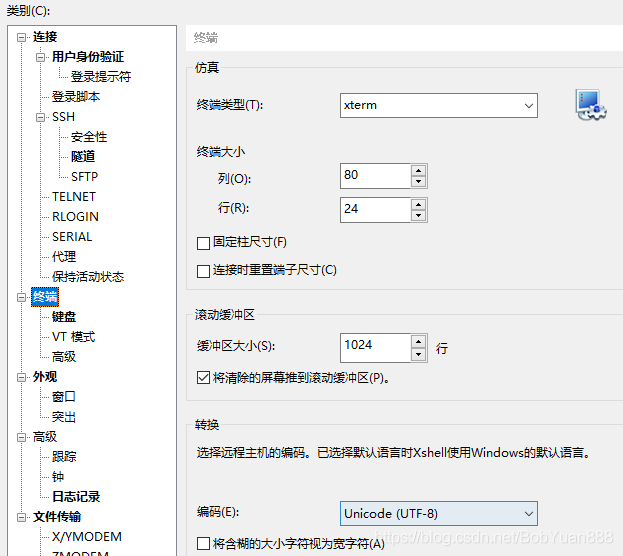 类别(C):
连接
用户身份验证
登录提示符
登录脚本
SSH
安全性
隧道
SFTP
TELNET
RLOGIN
SERIAL
代理
保持活动状态
终端
键盘
VT 模式
高级
外观
窗口
突出
高级
跟踪
钟
日志记录
文件传输
X/YMODEM
ZMODEM
终端
仿真
终端类型(T):
xterm
终端大小
列(O):
80
行(R):
24
固定柱尺寸(F)
连接时重置端子尺寸(C)
滚动缓冲区
缓冲区大小(S):
1024
行
将清除的屏幕推到滚动缓冲区(P)。
转换
选择远程主机的编码。已选择默认语言时Xshell使用Windows的默认语言。
编码(E):
Unicode (UTF-8)
将含糊的大小字符视为宽字符(A)
https://blog.csdn.net/BobYuan888